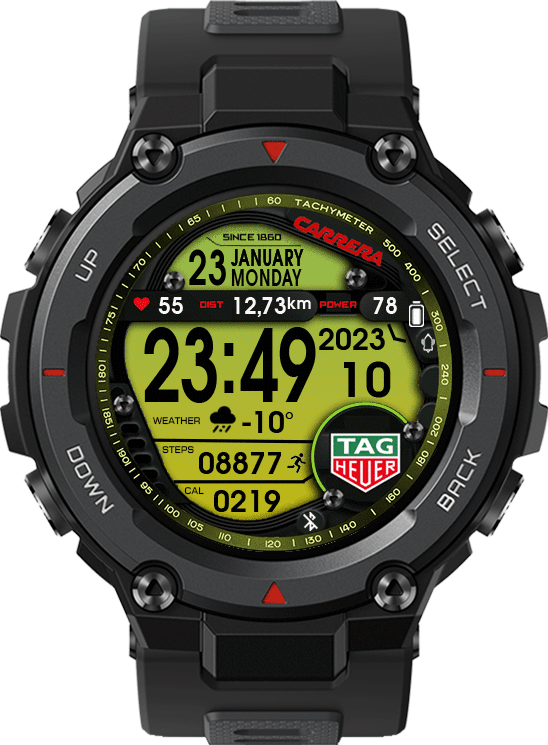 UP
SELECT
DOWN
BACK
TACHYMETER 500 400 300 240 200 180 160 140 130 120 110 105 100 95 90 85 80 75 70 65 60
CARRERA
SINCE 1860
23 JANUARY
MONDAY
55 DIST 12,73km POWER 78
23:49 2023
10
WEATHER -10°
STEPS 08877
CAL 0219
TAG
HEUER